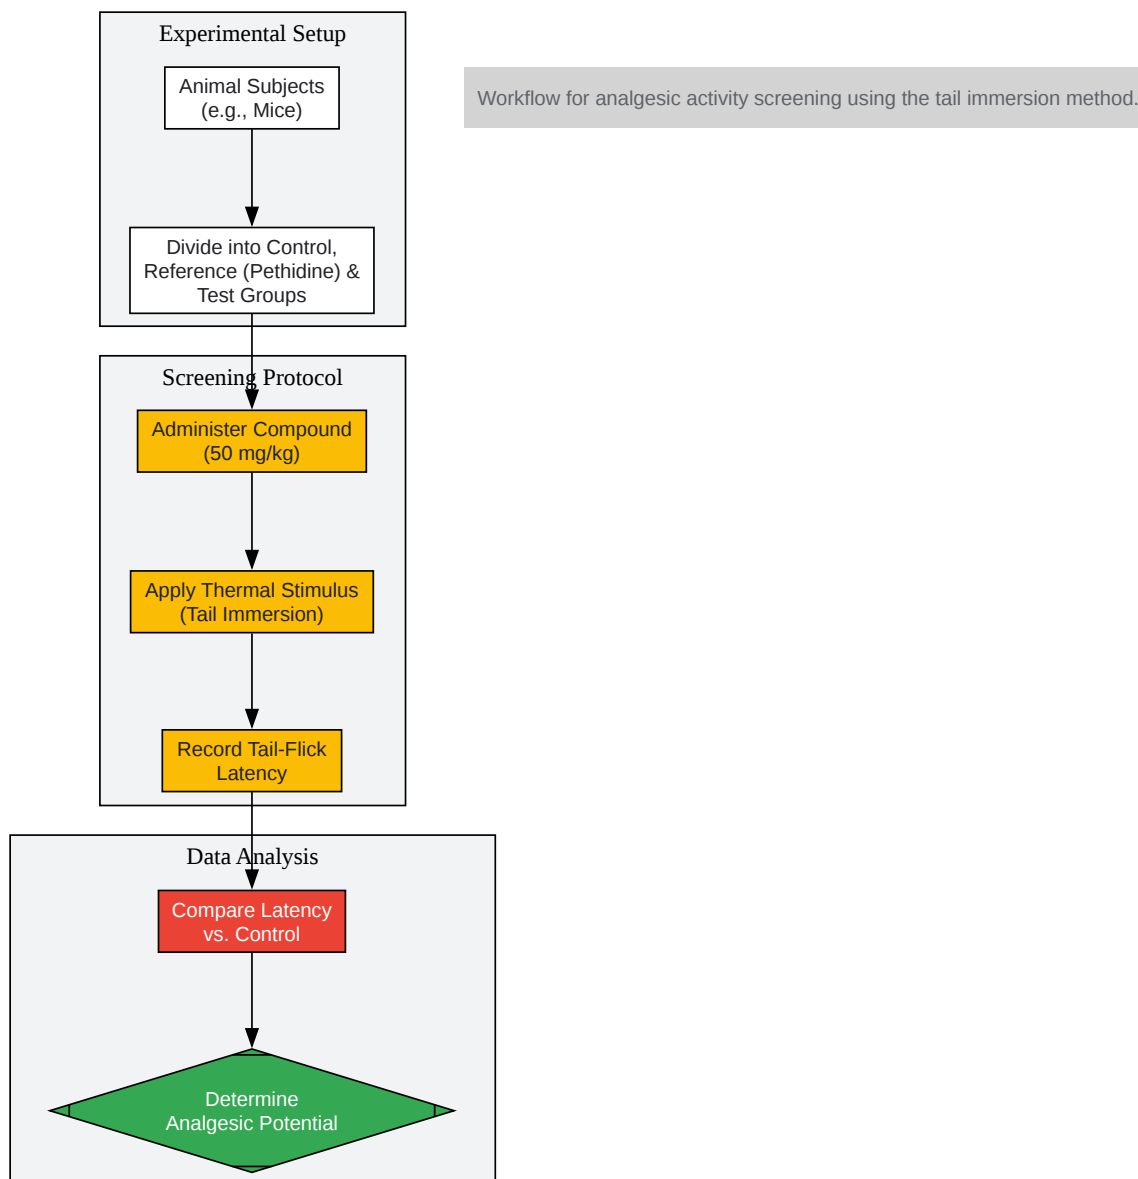 Experimental Setup
Animal Subjects
(e.g., Mice)
Workflow for analgesic activity screening using the tail immersion method.
Divide into Control,
Reference (Pethidine) &
Test Groups
Screening Protocol
Administer Compound
(50 mg/kg)
Apply Thermal Stimulus
(Tail Immersion)
Record Tail-Flick
Latency
Data Analysis
Compare Latency
vs. Control
Determine
Analgesic Potential